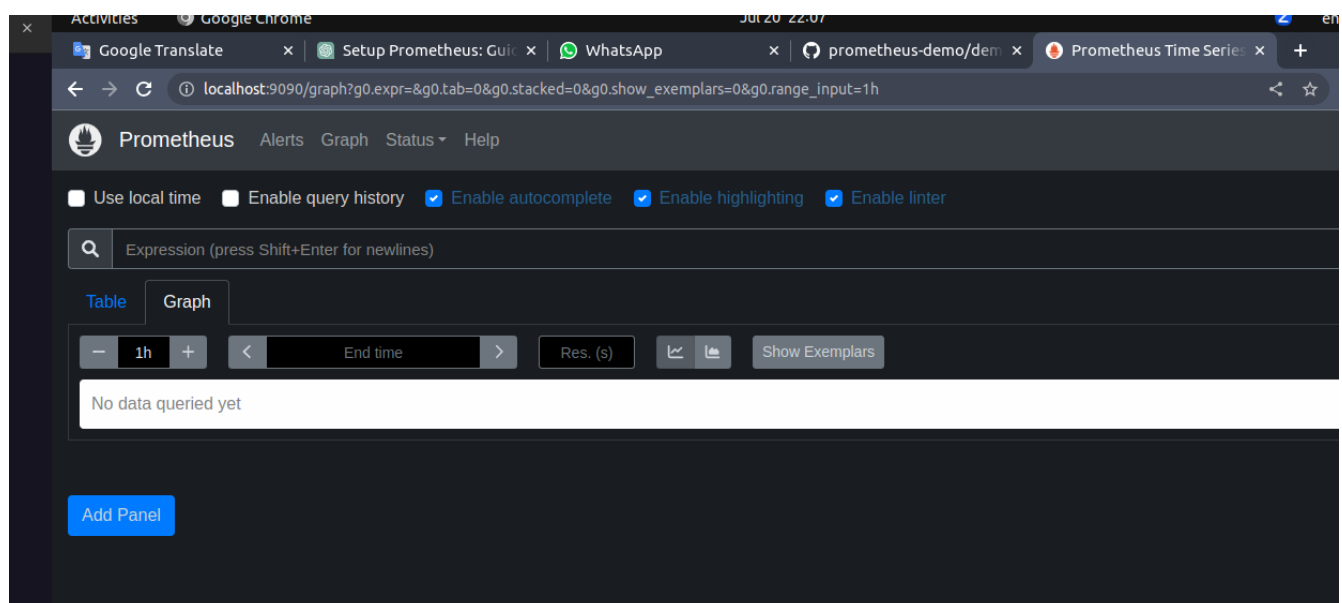 Activities Google Chrome Jul 20 22:07 en
Google Translate Setup Prometheus: Guid WhatsApp prometheus-demo/dem Prometheus Time Series
localhost:9090/graph?g0.expr=&g0.tab=0&g0.stacked=0&g0.show_exemplars=0&g0.range_input=1h
Prometheus Alerts Graph Status Help
Use local time Enable query history Enable autocomplete Enable highlighting Enable linter
Expression (press Shift+Enter for newlines)
Table Graph
1h End time Res. (s) Show Exemplars
No data queried yet
Add Panel